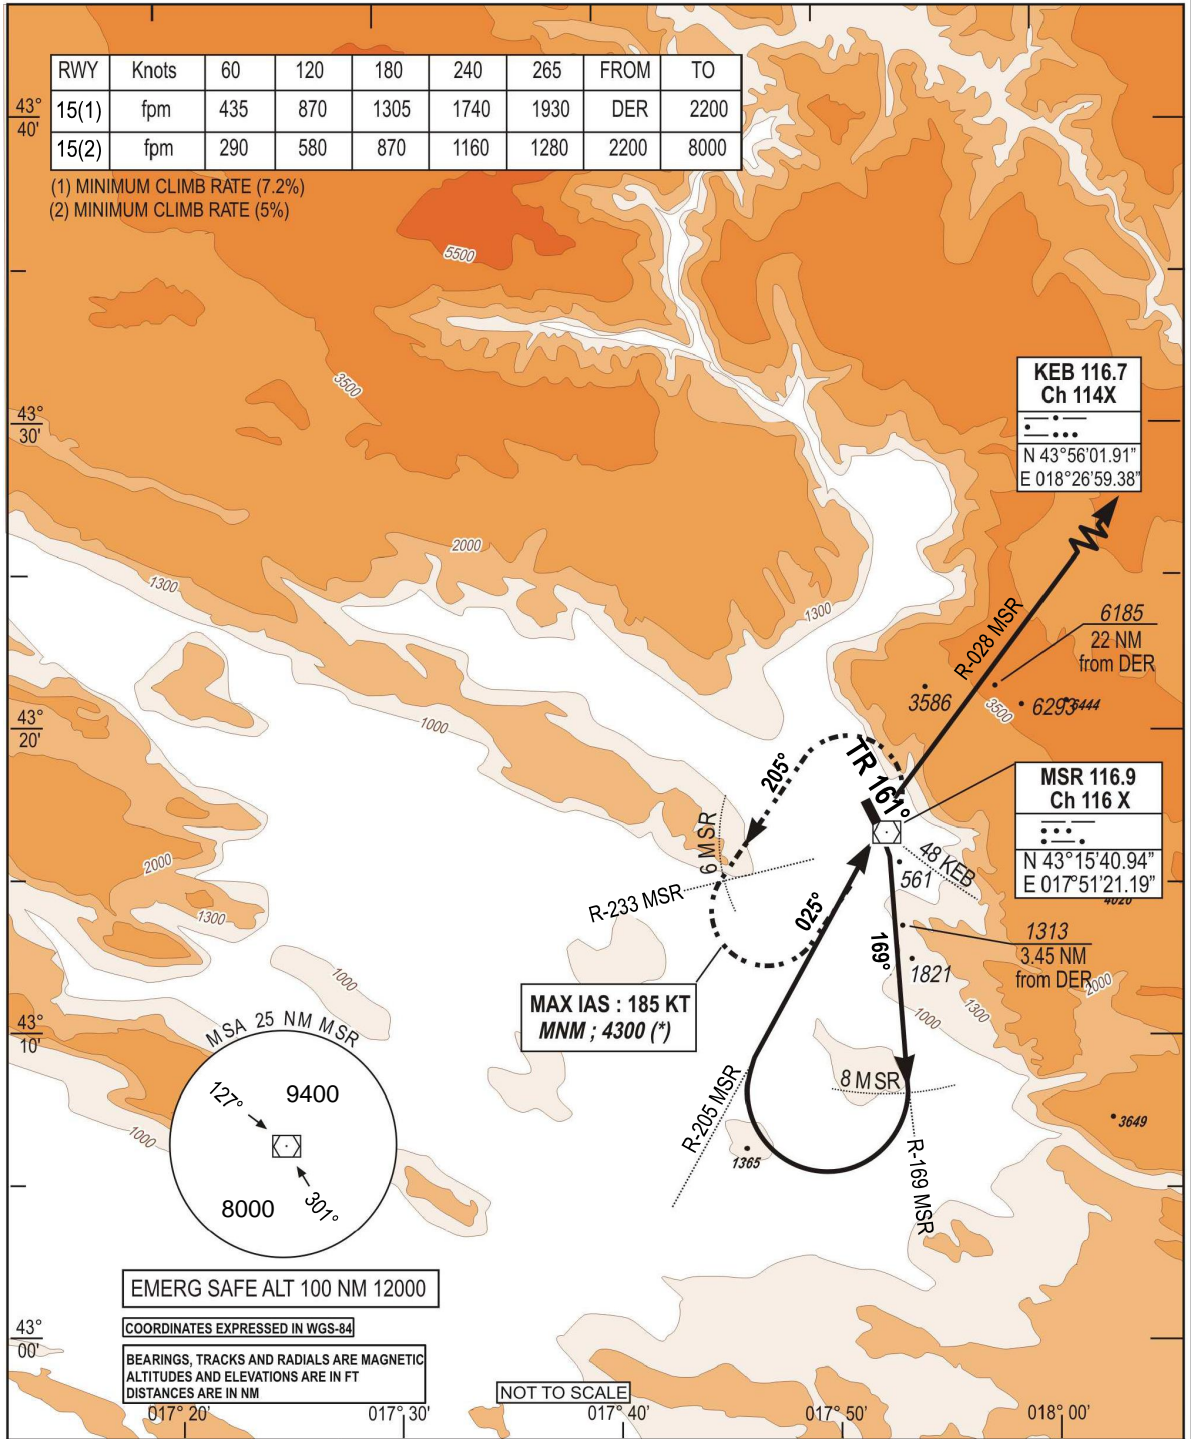 RWY Knots 60 120 180 240 265 FROM TO
15(1) fpm 435 870 1305 1740 1930 DER 2200
15(2) fpm 290 580 870 1160 1280 2200 8000
(1) MINIMUM CLIMB RATE (7.2%)
(2) MINIMUM CLIMB RATE (5%)
43°
40'
5500
3500
KEB 116.7
Ch 114X
N 43°56'01.91"
E 018°26'59.38"
43°
30'
2000
1300
1300
R-028 MSR
6185
22 NM
from DER
3586
3500
6293
6444
43°
20'
1000
TR 161°
205°
MSR 116.9
Ch 116 X
N 43°15'40.94"
E 017°51'21.19"
6 MSR
48 KEB
561
2000
R-233 MSR
025°
4026
1300
169°
1313
3.45 NM
from DER
1821
2000
1000
MAX IAS : 185 KT
MNM ; 4300 (*)
1000
1300
43°
10'
MSA 25 NM MSR
127°
9400
8 MSR
R-205 MSR
3649
1000
1365
R-169 MSR
8000
301°
EMERG SAFE ALT 100 NM 12000
COORDINATES EXPRESSED IN WGS-84
43°
00'
BEARINGS, TRACKS AND RADIALS ARE MAGNETIC
ALTITUDES AND ELEVATIONS ARE IN FT
DISTANCES ARE IN NM
NOT TO SCALE
017° 20' 017° 30' 017° 40' 017° 50' 018° 00'